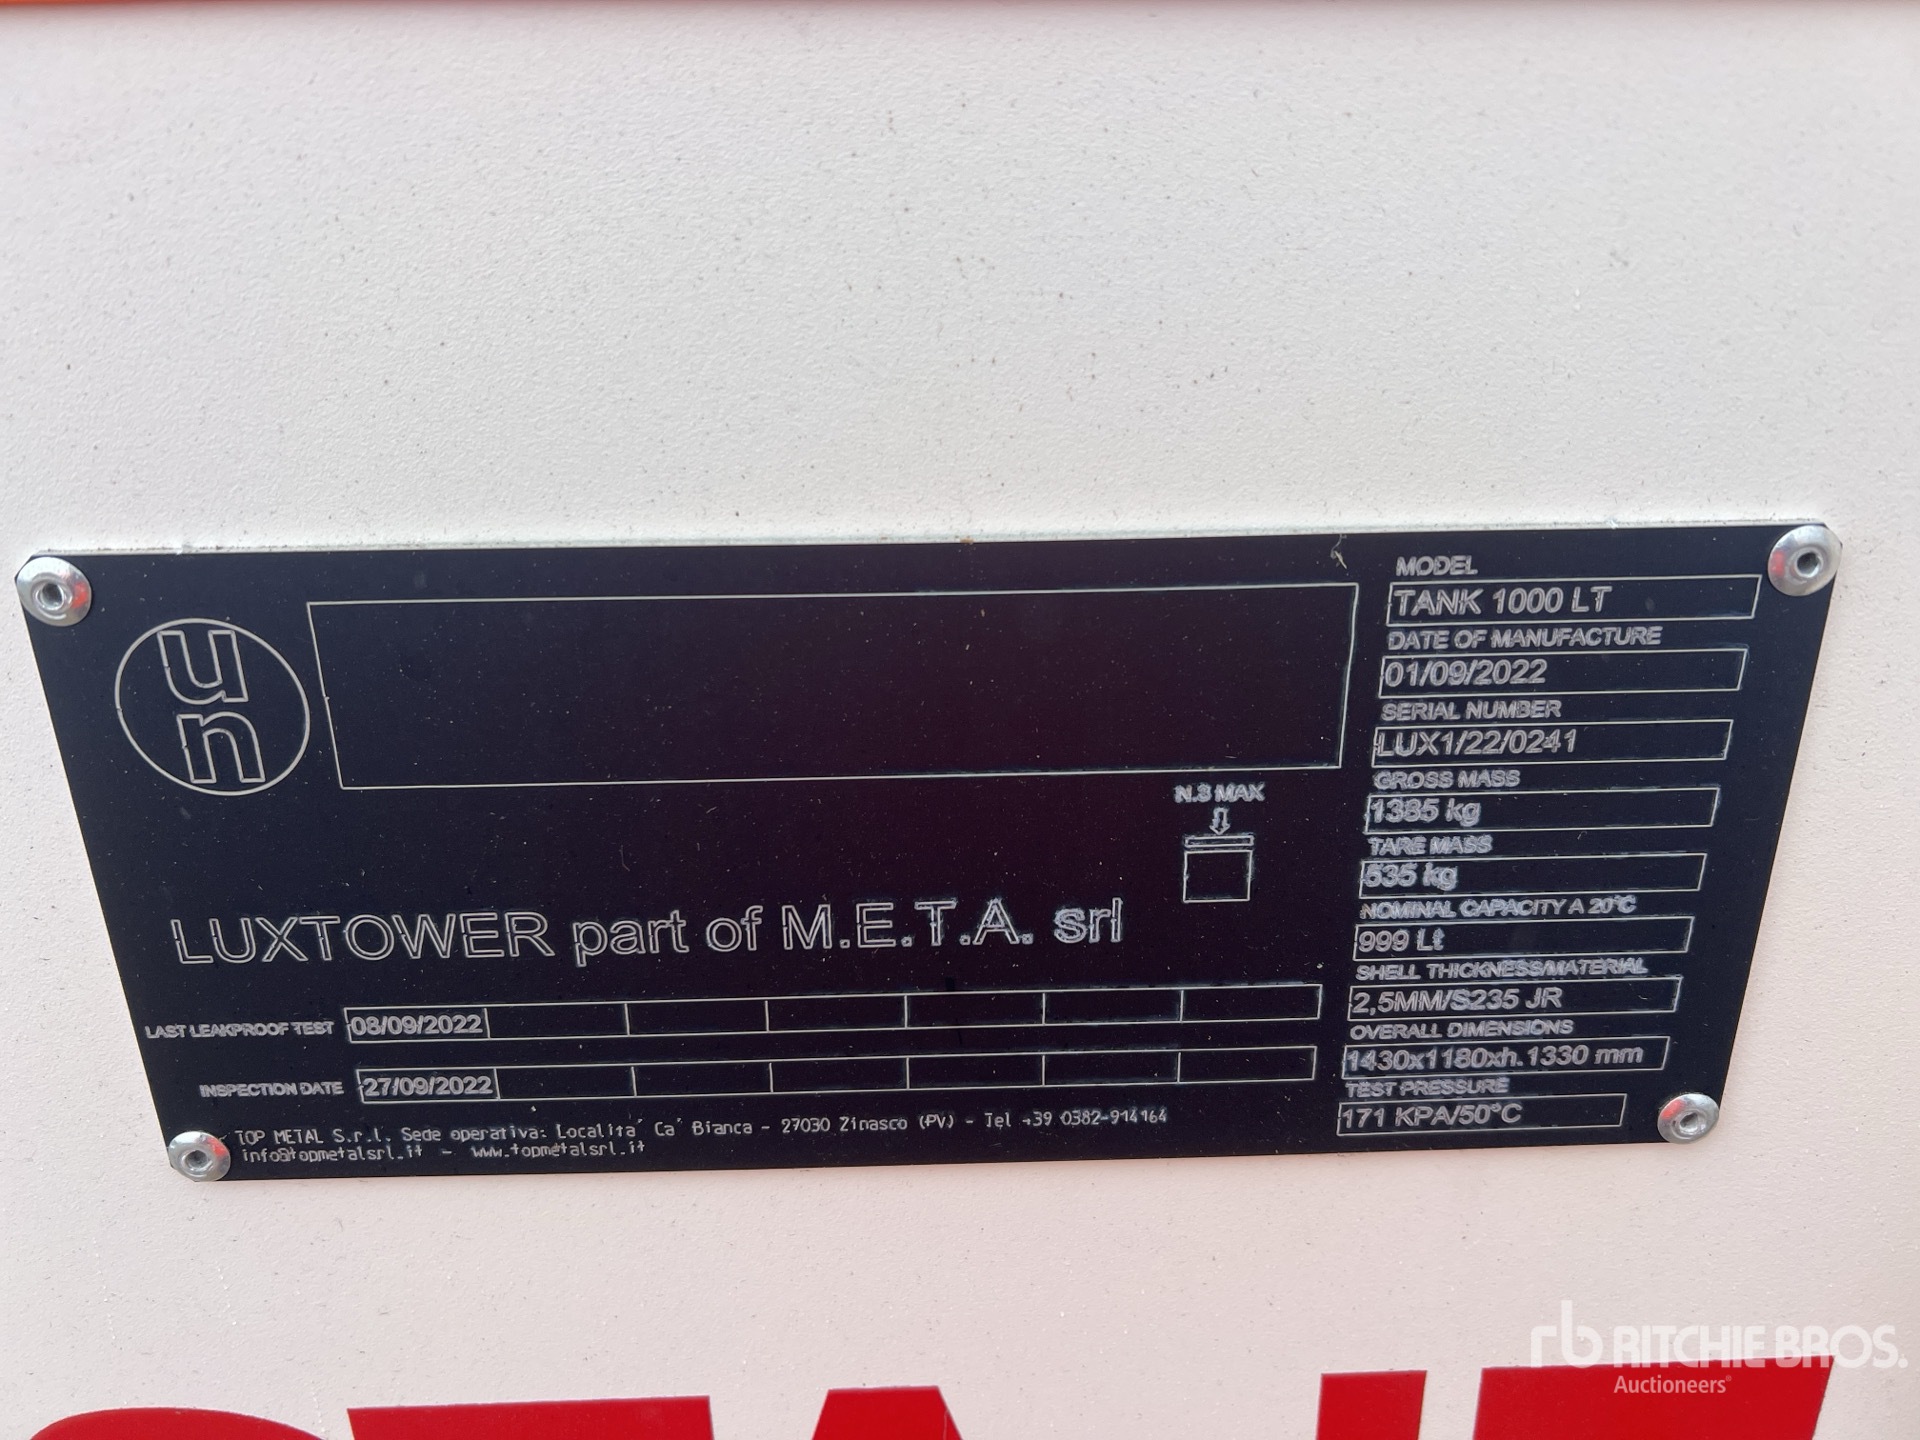 un
MODEL
TANK 1000 LT
DATE OF MANUFACTURE
01/09/2022
SERIAL NUMBER
LUX1/22/0241
GROSS MASS
1385 kg
TARE MASS
535 kg
NOMINAL CAPACITY A 20°C
999 Lt
SHELL THICKNESS/MATERIAL
2,5MM/S235 JR
OVERALL DIMENSIONS
1430x1180xh.1330 mm
TEST PRESSURE
171 KPA/50°C
N.3 MAX
LUXTOWER part of M.E.T.A. srl
LAST LEAKPROOF TEST 08/09/2022
INSPECTION DATE 27/09/2022
TOP METAL S.r.l. Sede operativa: Localita' Ca' Bianca - 27030 Zinasco (PV) - Tel +39 0382-914164
info@topmetalsrl.it - www.topmetalsrl.it
rb RITCHIE BROS.
Auctioneers